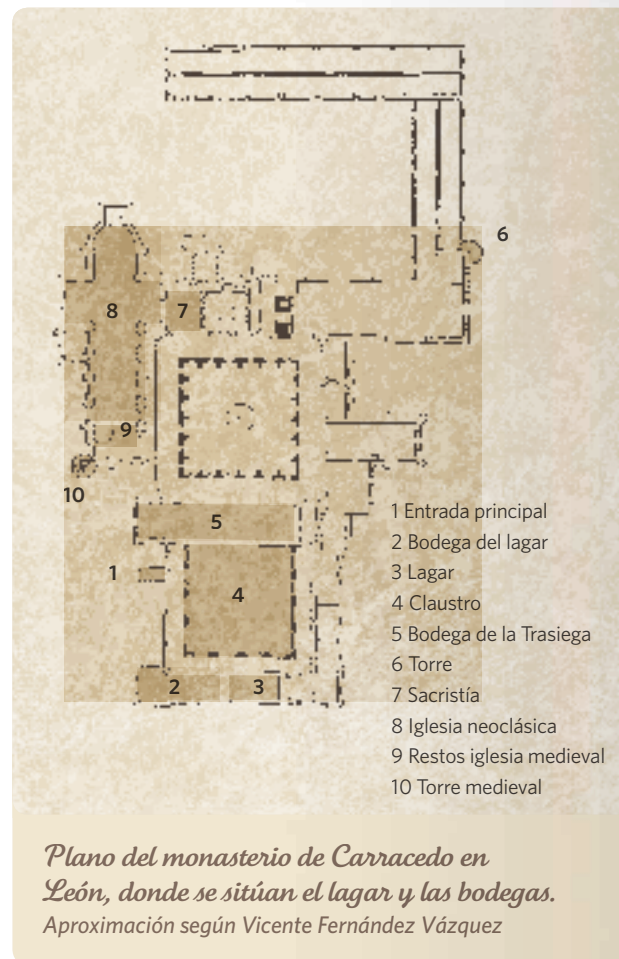 6
8
7
9
10
5
1
4
2
3
1 Entrada principal
2 Bodega del lagar
3 Lagar
4 Claustro
5 Bodega de la Trasiega
6 Torre
7 Sacristía
8 Iglesia neoclásica
9 Restos iglesia medieval
10 Torre medieval
Plano del monasterio de Carracedo en
León, donde se sitúan el lagar y las bodegas.
Aproximación según Vicente Fernández Vázquez